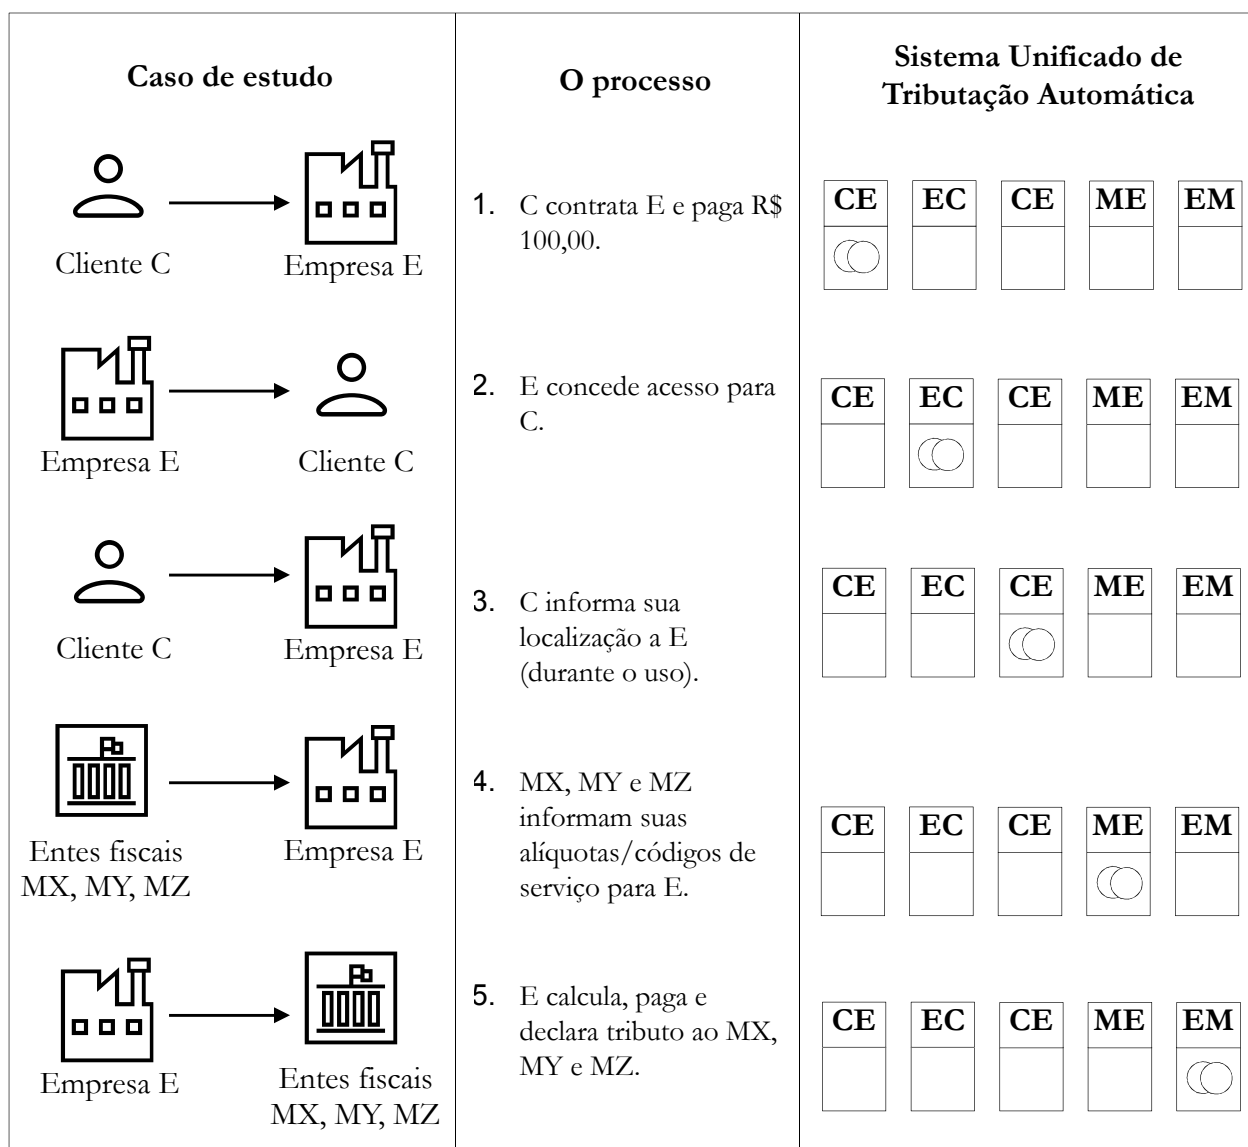 Caso de estudo
O processo
Sistema Unificado de
Tributação Automática
Cliente C
Empresa E
1. C contrata E e paga R$
100,00.
CE EC CE ME EM
Empresa E
Cliente C
2. E concede acesso para
C.
CE EC CE ME EM
Cliente C
Empresa E
3. C informa sua
localização a E
(durante o uso).
CE EC CE ME EM
Entes fiscais
MX, MY, MZ
Empresa E
4. MX, MY e MZ
informam suas
alíquotas/códigos de
serviço para E.
CE EC CE ME EM
Empresa E
Entes fiscais
MX, MY, MZ
5. E calcula, paga e
declara tributo ao MX,
MY e MZ.
CE EC CE ME EM